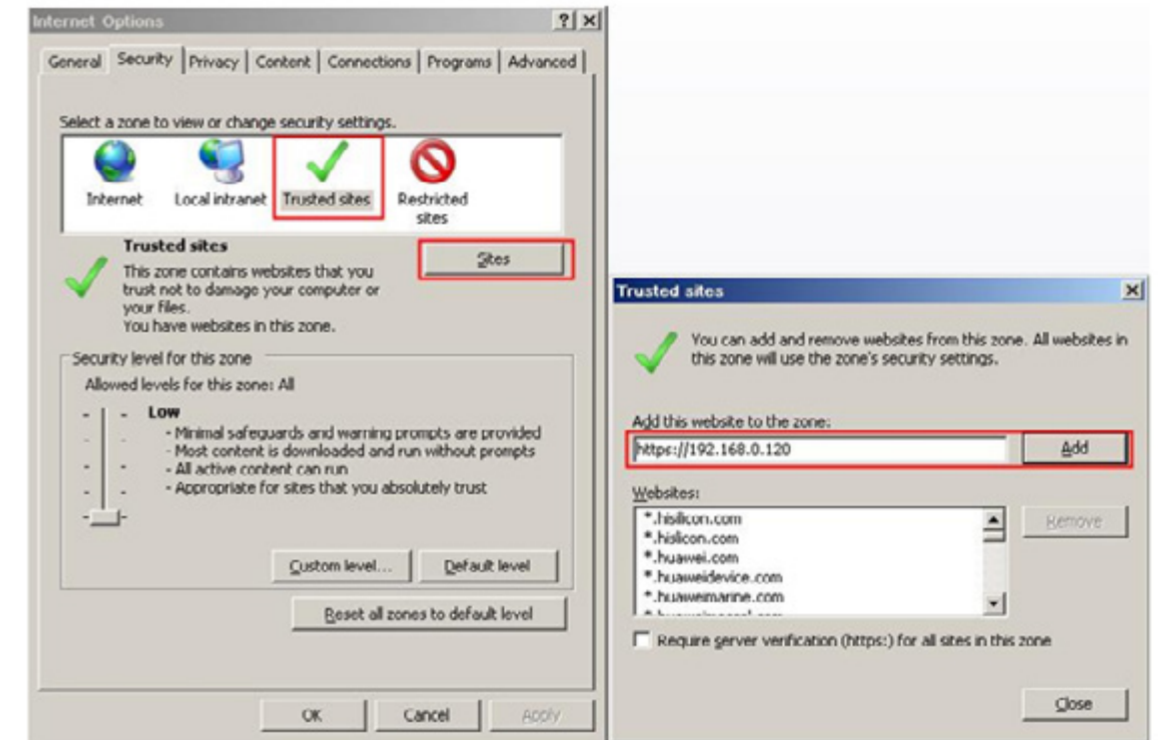 Internet Options
General Security Privacy Content Connections Programs Advanced
Select a zone to view or change security settings.
Internet Local intranet Trusted sites Restricted sites
Trusted sites
Sites
This zone contains websites that you
trust not to damage your computer or
your files.
You have websites in this zone.
Security level for this zone
Allowed levels for this zone: All
Low
- Minimal safeguards and warning prompts are provided
- Most content is downloaded and run without prompts
- All active content can run
- Appropriate for sites that you absolutely trust
Custom level... Default level
Reset all zones to default level
OK Cancel Apply
Trusted sites
You can add and remove websites from this zone. All websites in
this zone will use the zone's security settings.
Add this website to the zone:
https://192.168.0.120 Add
Websites:
*.hisilicon.com
*.hislicon.com
*.huawei.com
*.huaweidevice.com
*.huaweimarine.com
Remove
Require server verification (https:) for all sites in this zone
Close